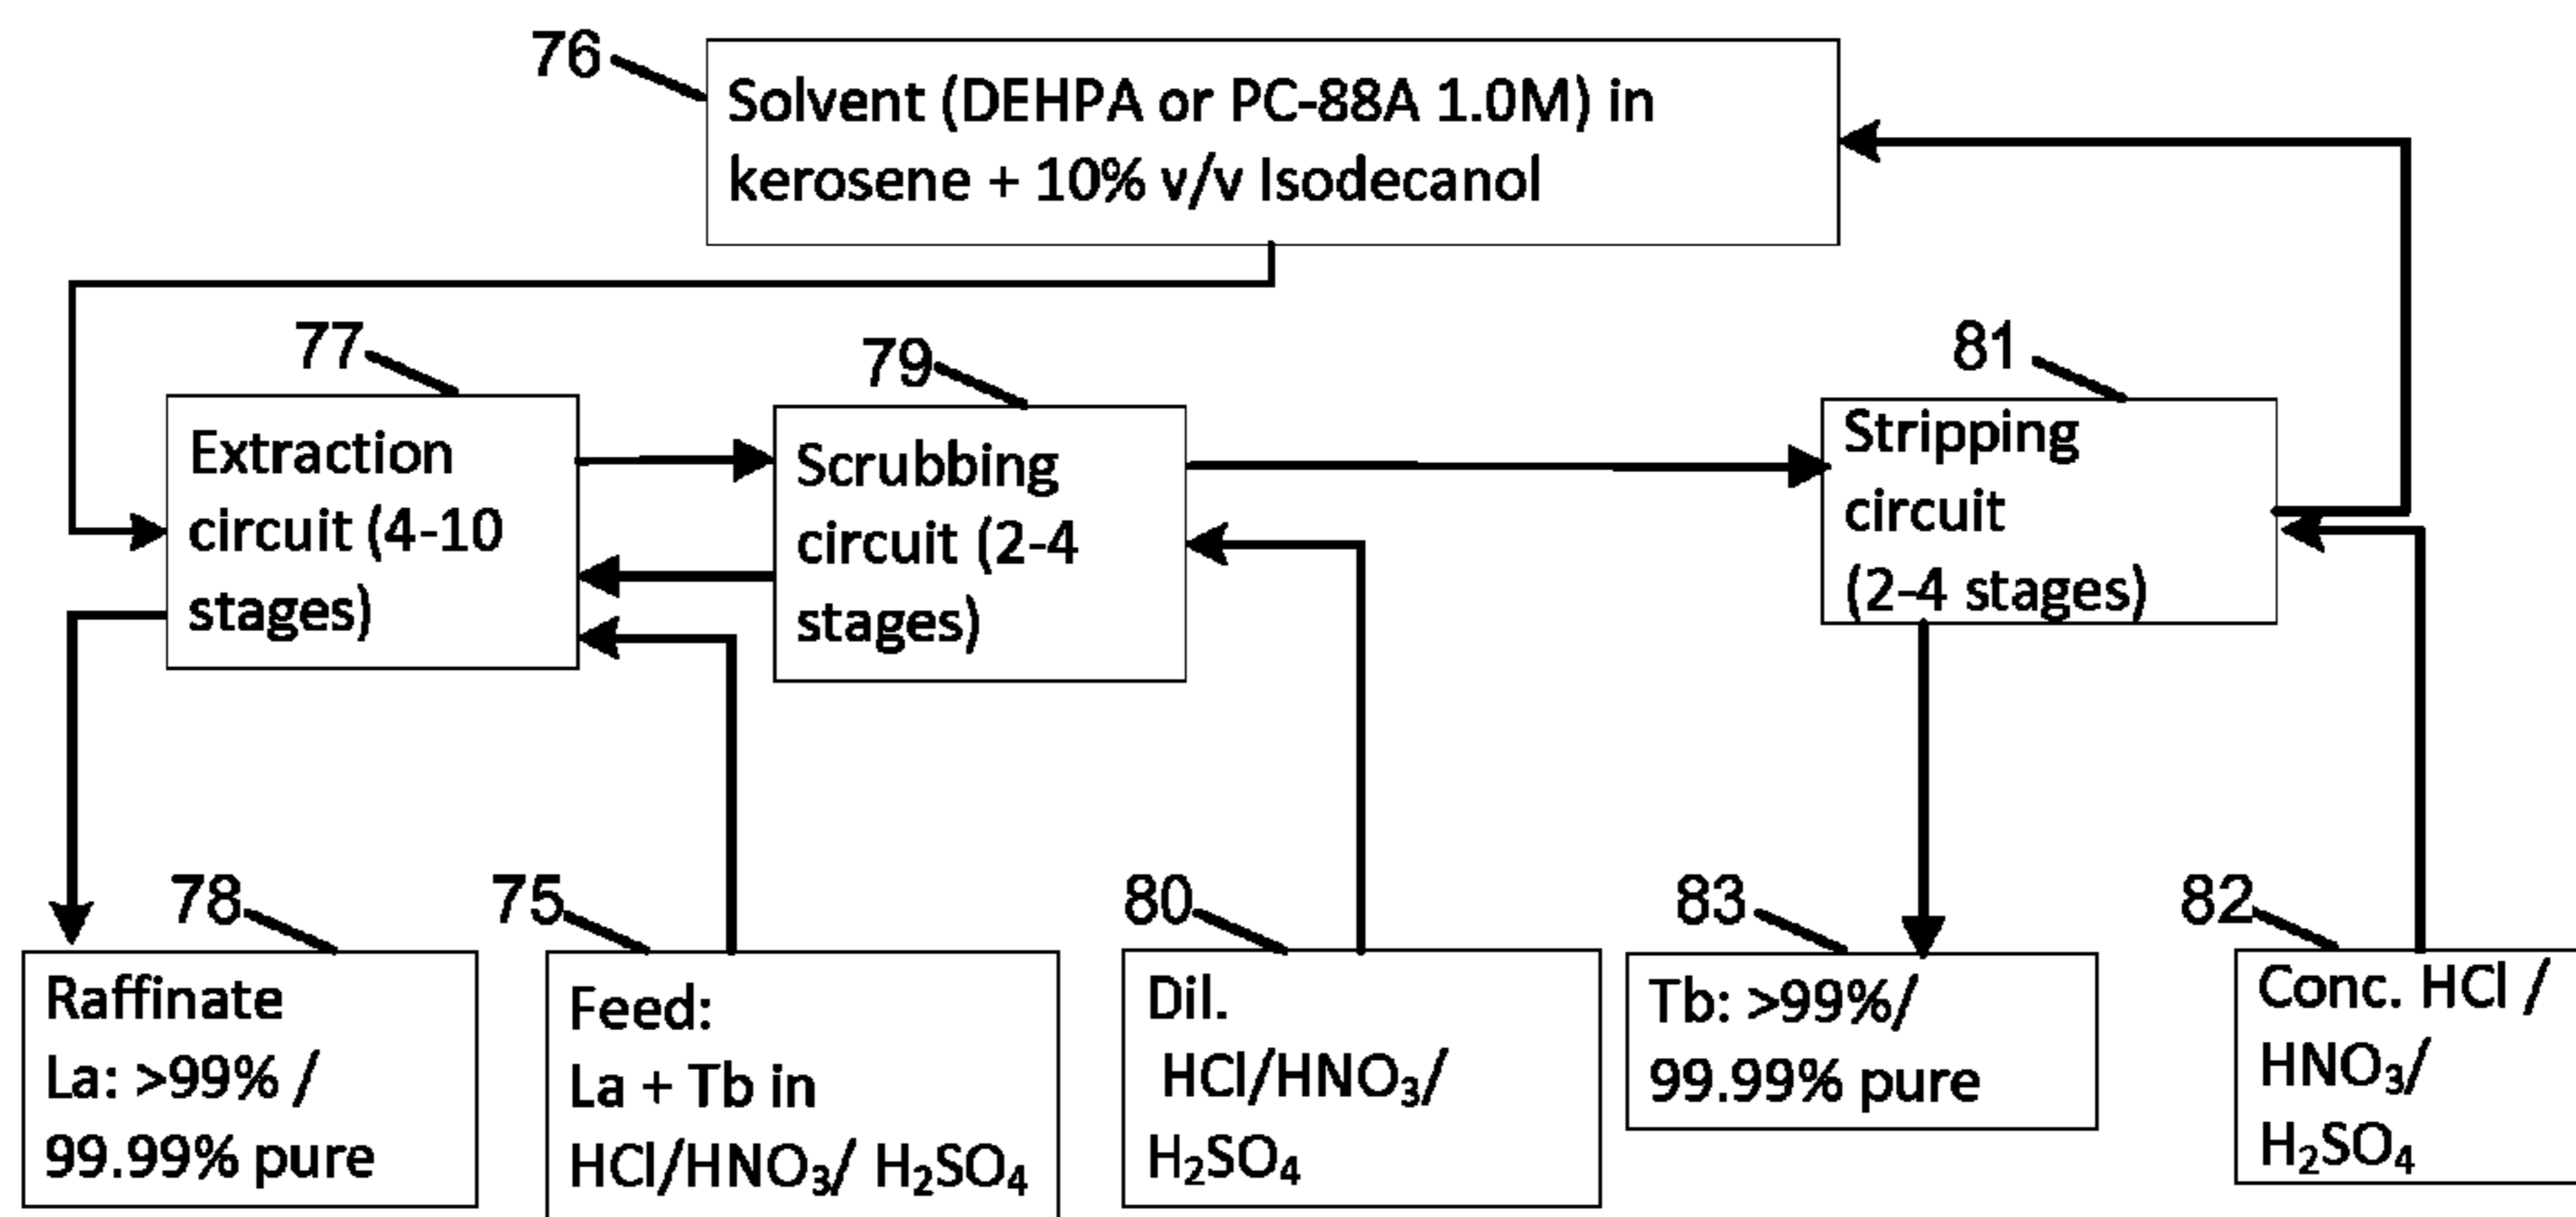 76
Solvent (DEHPA or PC-88A 1.0M) in
kerosene + 10% v/v Isodecanol
77
Extraction
circuit (4-10
stages)
79
Scrubbing
circuit (2-4
stages)
81
Stripping
circuit
(2-4 stages)
78
Raffinate
La: >99% /
99.99% pure
75
Feed:
La + Tb in
HCl/HNO₃/ H₂SO₄
80
Dil.
HCl/HNO₃/
H₂SO₄
83
Tb: >99%/
99.99% pure
82
Conc. HCl /
HNO₃/
H₂SO₄